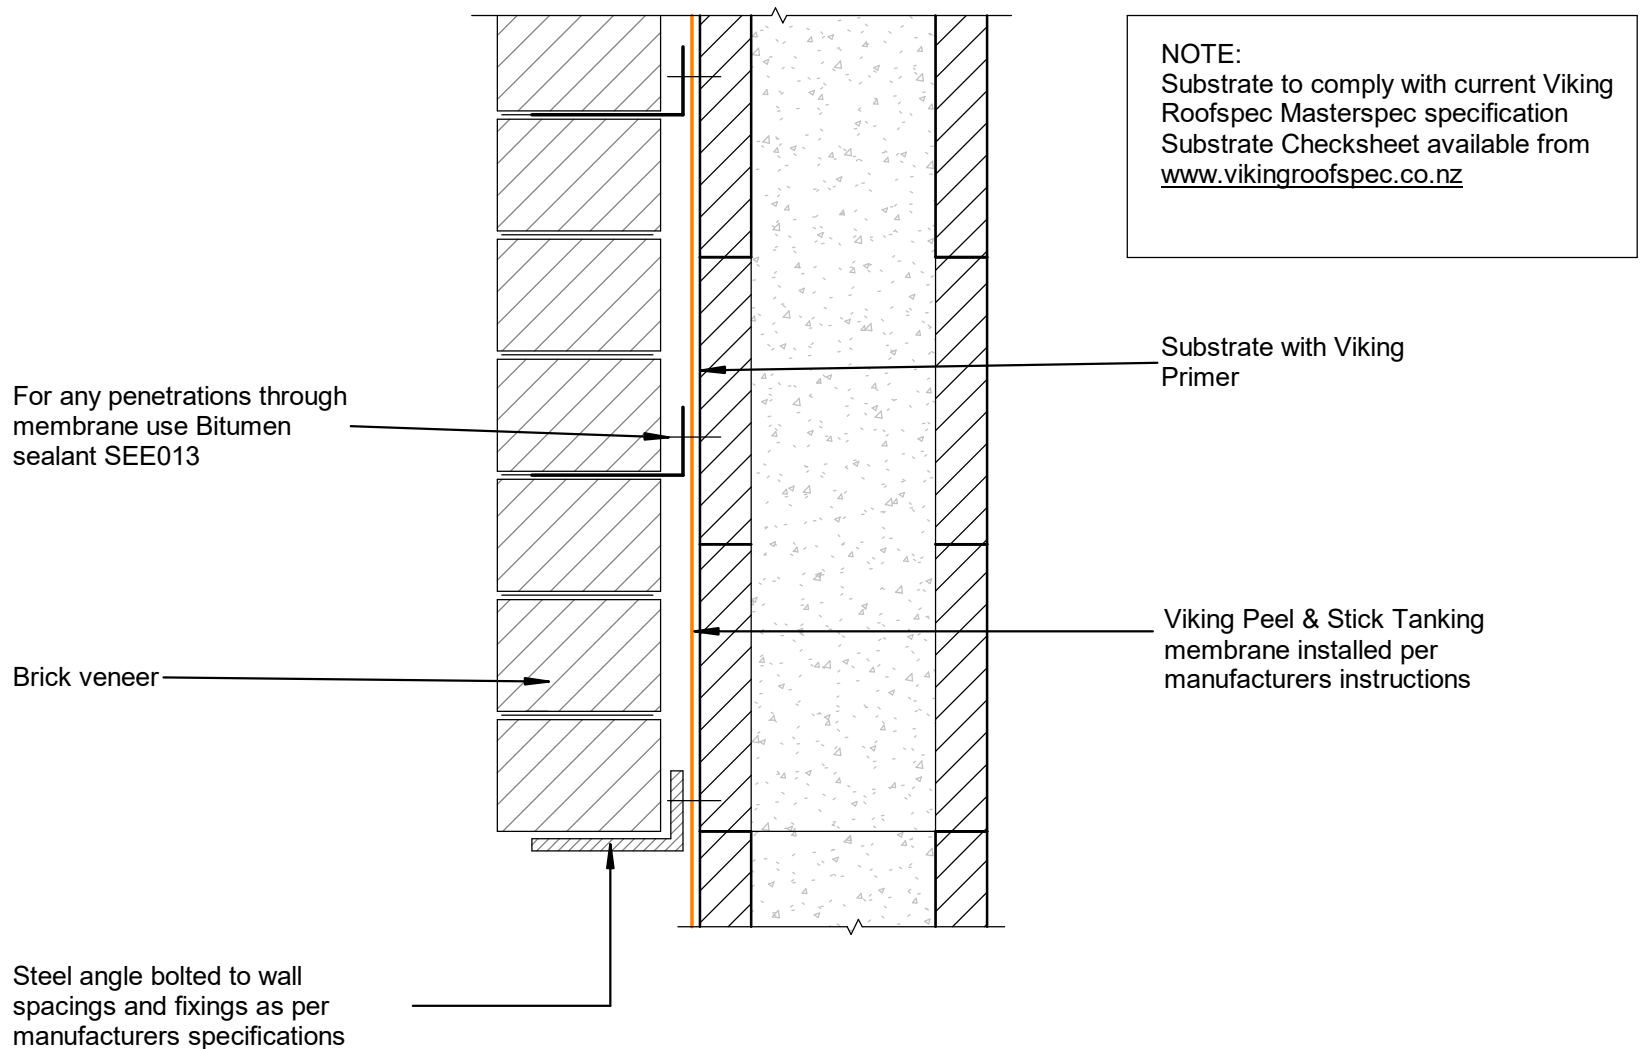 NOTE:
Substrate to comply with current Viking
Roofspec Masterspec specification
Substrate Checksheet available from
www.vikingroofspec.co.nz
Substrate with Viking
Primer
For any penetrations through
membrane use Bitumen
sealant SEE013
Viking Peel & Stick Tanking
membrane installed per
manufacturers instructions
Brick veneer
Steel angle bolted to wall
spacings and fixings as per
manufacturers specifications